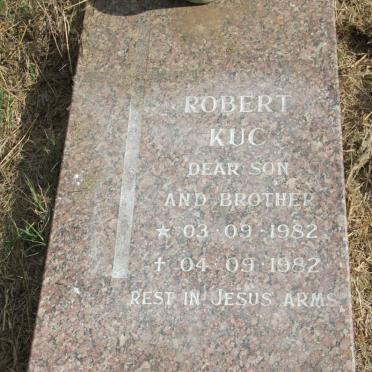 ROBERT
KUC
DEAR SON
AND BROTHER
★ 03·09·1982
✝ 04·09·1982
REST IN JESUS ARMS